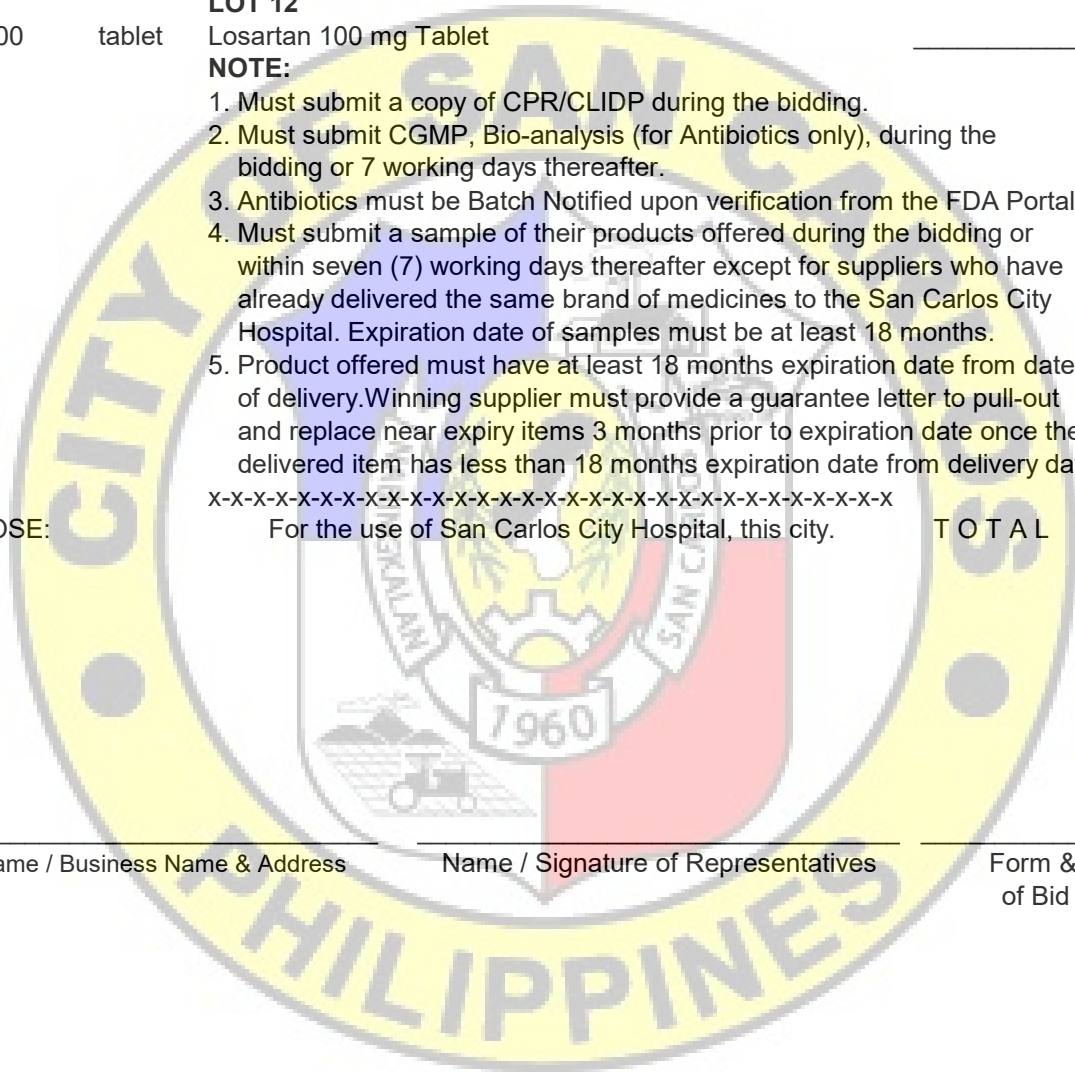 LOT 12
00 tablet Losartan 100 mg Tablet ____________
NOTE:
1. Must submit a copy of CPR/CLIDP during the bidding.
2. Must submit CGMP, Bio-analysis (for Antibiotics only), during the
bidding or 7 working days thereafter.
3. Antibiotics must be Batch Notified upon verification from the FDA Portal
4. Must submit a sample of their products offered during the bidding or
within seven (7) working days thereafter except for suppliers who have
already delivered the same brand of medicines to the San Carlos City
Hospital. Expiration date of samples must be at least 18 months.
5. Product offered must have at least 18 months expiration date from date
of delivery.Winning supplier must provide a guarantee letter to pull-out
and replace near expiry items 3 months prior to expiration date once the
delivered item has less than 18 months expiration date from delivery da
x-x-x-x-x-x-x-x-x-x-x-x-x-x-x-x-x-x-x-x-x-x-x-x-x-x-x-x-x-x-x
OSE: For the use of San Carlos City Hospital, this city. T O T A L
ame / Business Name & Address Name / Signature of Representatives Form &
of Bid
CITY OF SAN CARLOS
SAN CARLOS
1960
PHILIPPINES